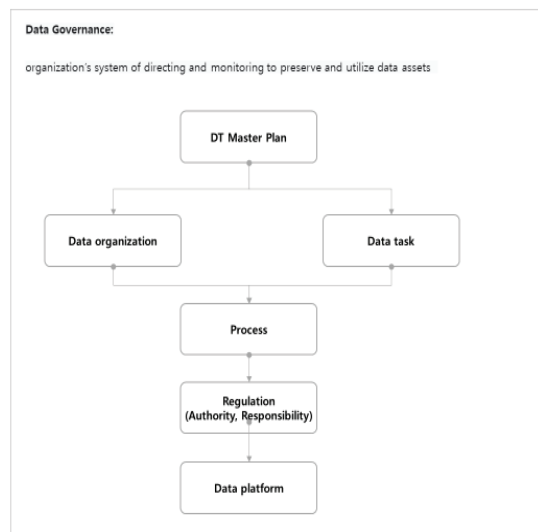 Data Governance:
organization's system of directing and monitoring to preserve and utilize data assets
DT Master Plan
Data organization
Data task
Process
Regulation
(Authority, Responsibility)
Data platform